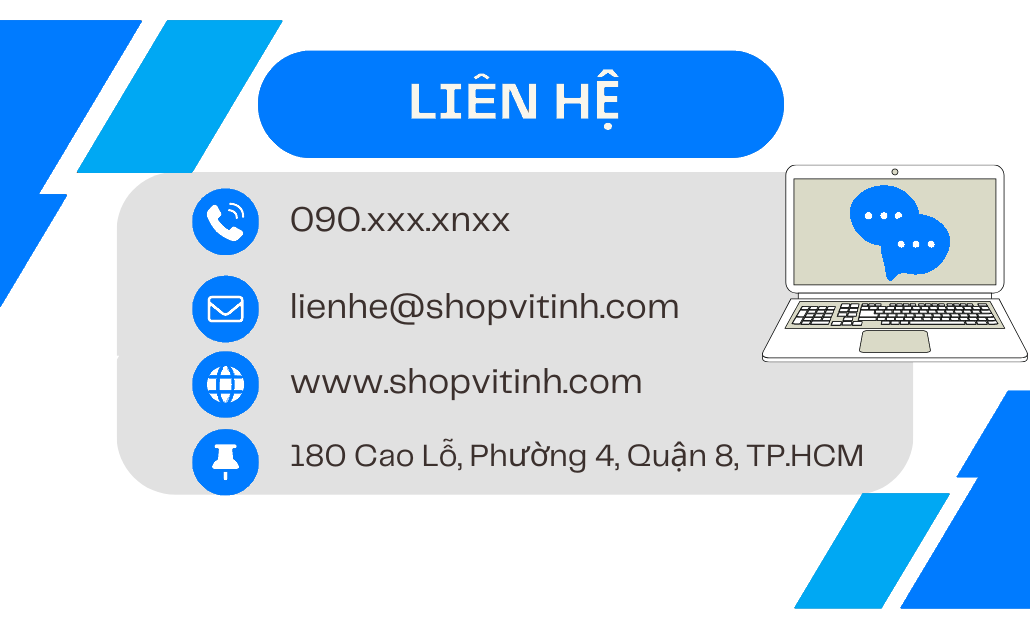 LIÊN HỆ
090.xxx.xnxx
lienhe@shopvitinh.com
www.shopvitinh.com
180 Cao Lỗ, Phường 4, Quận 8, TP.HCM